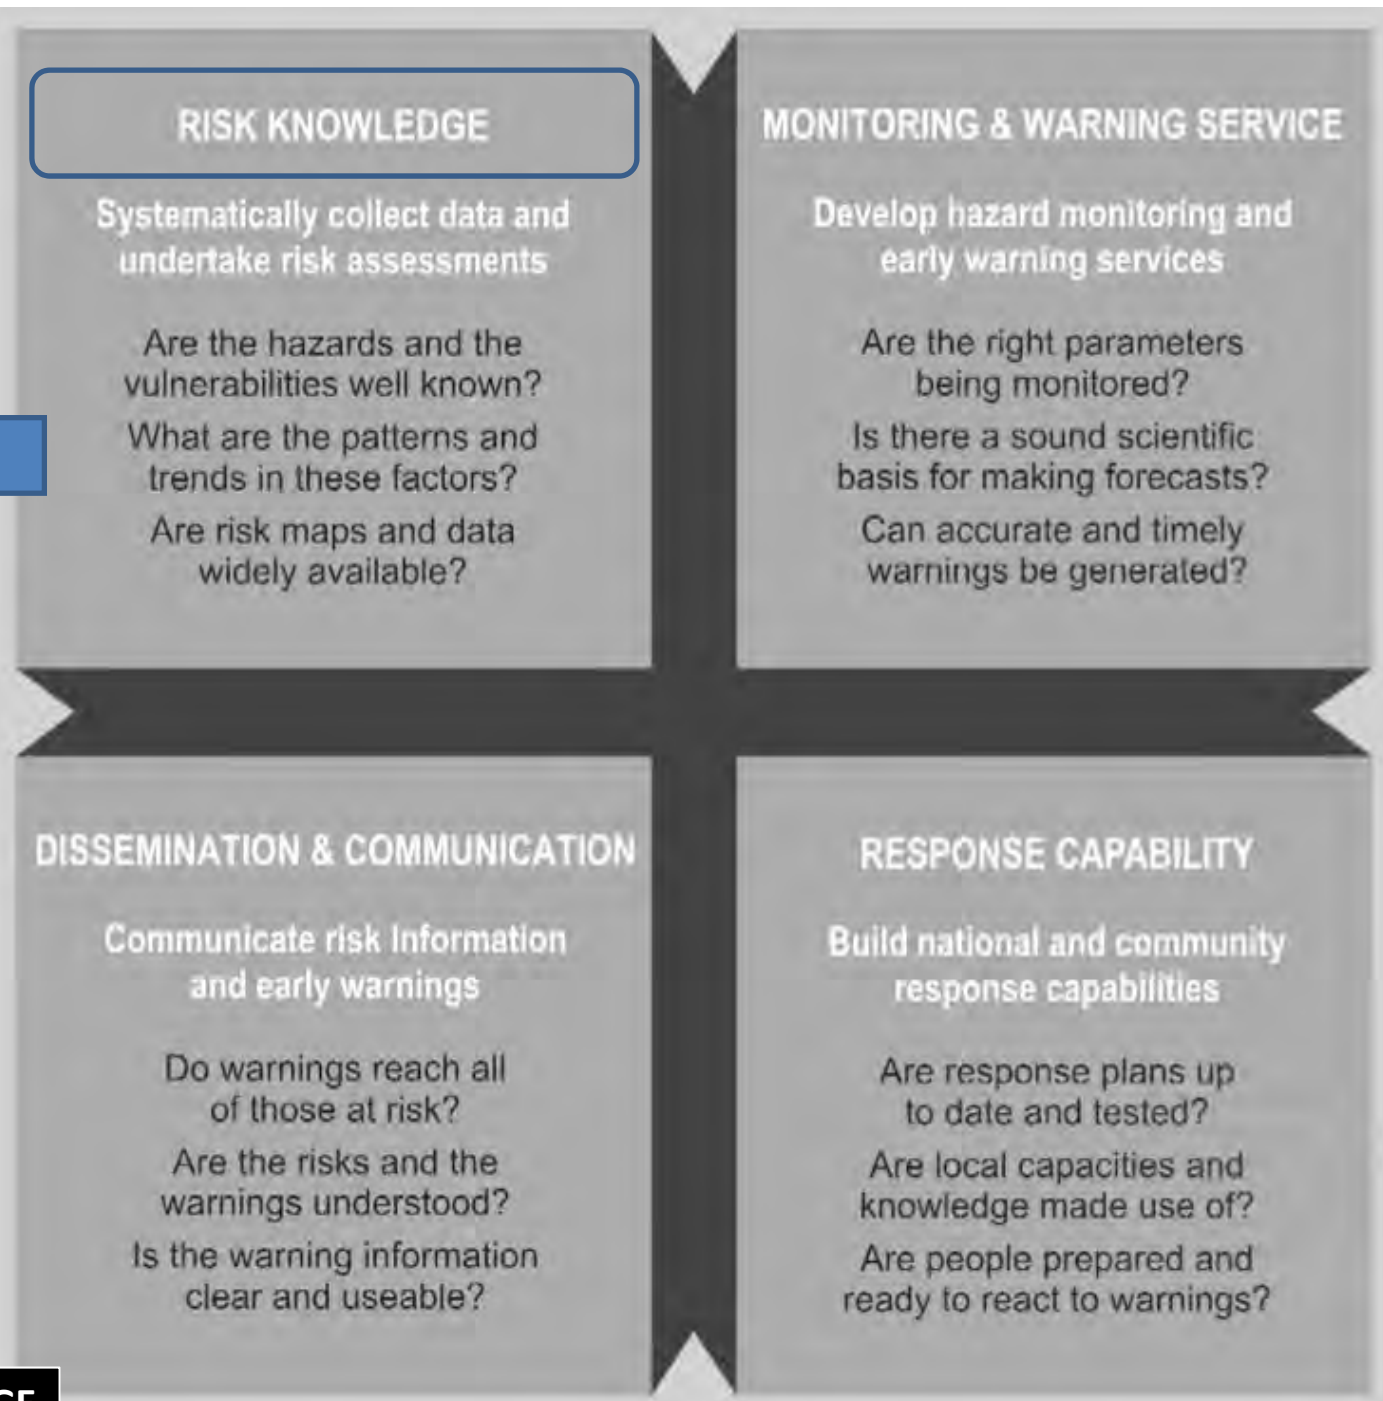 RISK KNOWLEDGE
Systematically collect data and
undertake risk assessments
Are the hazards and the
vulnerabilities well known?
What are the patterns and
trends in these factors?
Are risk maps and data
widely available?
MONITORING & WARNING SERVICE
Develop hazard monitoring and
early warning services
Are the right parameters
being monitored?
Is there a sound scientific
basis for making forecasts?
Can accurate and timely
warnings be generated?
DISSEMINATION & COMMUNICATION
Communicate risk Information
and early warnings
Do warnings reach all
of those at risk?
Are the risks and the
warnings understood?
Is the warning information
clear and useable?
RESPONSE CAPABILITY
Build national and community
response capabilities
Are response plans up
to date and tested?
Are local capacities and
knowledge made use of?
Are people prepared and
ready to react to warnings?